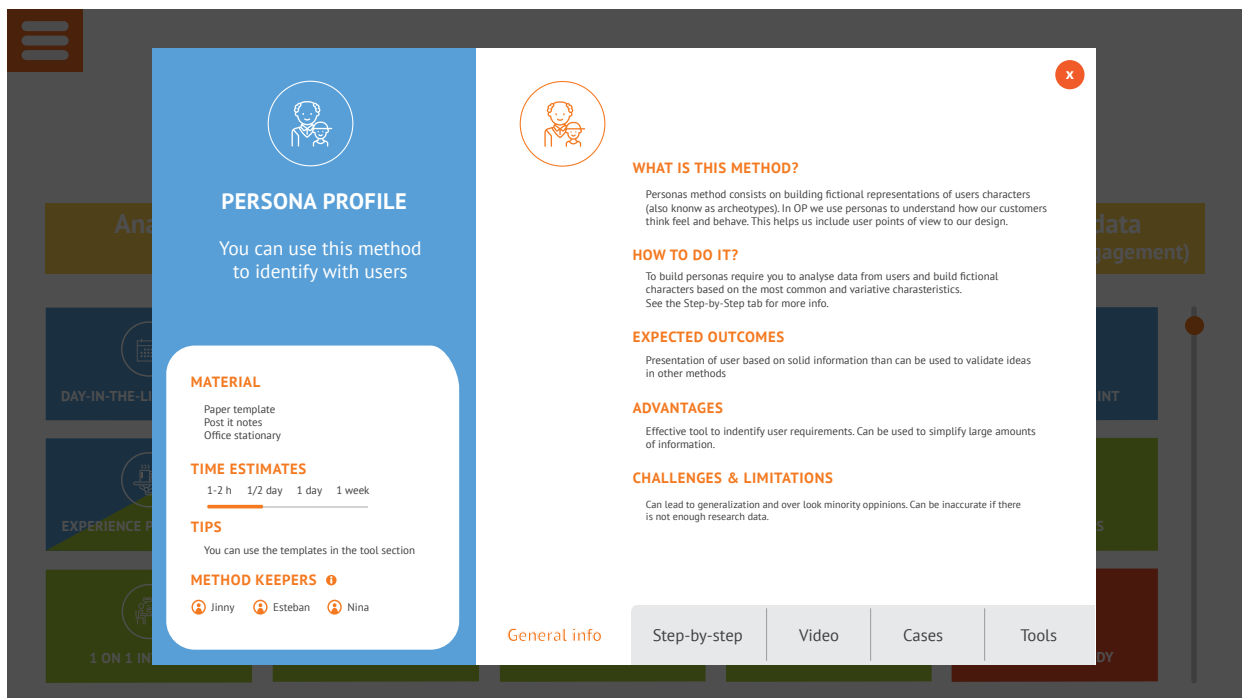 PERSONA PROFILE
You can use this method
to identify with users
MATERIAL
Paper template
Post it notes
Office stationary
TIME ESTIMATES
1-2 h 1/2 day 1 day 1 week
TIPS
You can use the templates in the tool section
METHOD KEEPERS
Jinny Esteban Nina
x
WHAT IS THIS METHOD?
Personas method consists on building fictional representations of users characters
(also knonw as archeotypes). In OP we use personas to understand how our customers
think feel and behave. This helps us include user points of view to our design.
HOW TO DO IT?
To build personas require you to analyse data from users and build fictional
characters based on the most common and variative charasteristics.
See the Step-by-Step tab for more info.
EXPECTED OUTCOMES
Presentation of user based on solid information than can be used to validate ideas
in other methods
ADVANTAGES
Effective tool to indentify user requirements. Can be used to simplify large amounts
of information.
CHALLENGES & LIMITATIONS
Can lead to generalization and over look minority oppinions. Can be inaccurate if there
is not enough research data.
General info Step-by-step Video Cases Tools
Ana
data
agement)
DAY-IN-THE-LI
INT
EXPERIENCE P
S
1 ON 1 IN
DY